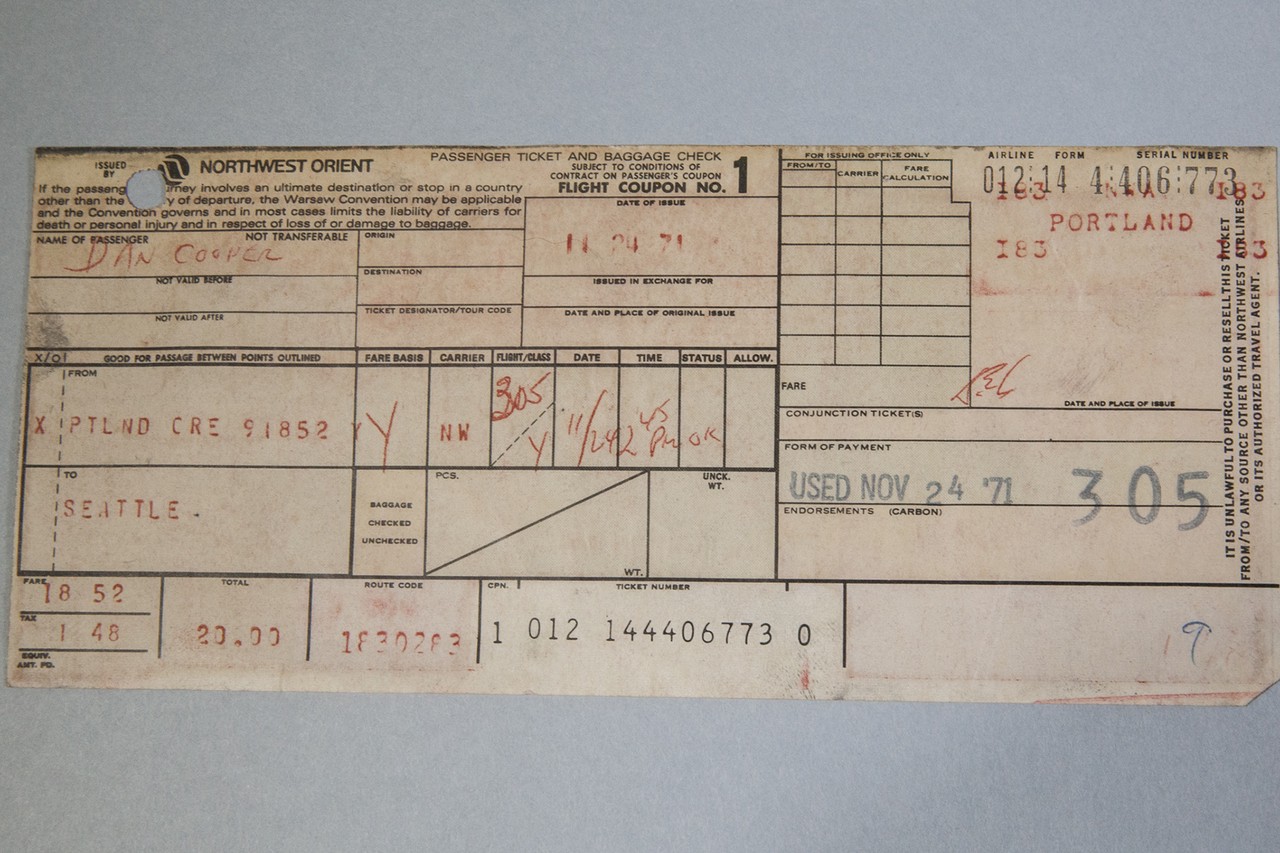 ISSUED BY
NORTHWEST ORIENT
PASSENGER TICKET AND BAGGAGE CHECK
SUBJECT TO CONDITIONS OF
CONTRACT ON PASSENGER'S COUPON
FLIGHT COUPON NO. 1
If the passeng rney involves an ultimate destination or stop in a country
other than the y of departure, the Warsaw Convention may be applicable
and the Convention governs and in most cases limits the liability of carriers for
death or personal injury and in respect of loss of or damage to baggage.
NAME OF PASSENGER NOT TRANSFERABLE
DAN COOPER
NOT VALID BEFORE
NOT VALID AFTER
ORIGIN
DESTINATION
TICKET DESIGNATOR/TOUR CODE
DATE OF ISSUE
11 24 71
ISSUED IN EXCHANGE FOR
DATE AND PLACE OF ORIGINAL ISSUE
FOR ISSUING OFFICE ONLY
FROM/TO CARRIER FARE CALCULATION
FARE
AIRLINE FORM SERIAL NUMBER
012:14 4:406:773
183 183
PORTLAND
183 183
DATE AND PLACE OF ISSUE
IT IS UNLAWFUL TO PURCHASE OR RESELL THIS TICKET
FROM/TO ANY SOURCE OTHER THAN NORTHWEST AIRLINES
OR ITS AUTHORIZED TRAVEL AGENT.
X/O GOOD FOR PASSAGE BETWEEN POINTS OUTLINED FARE BASIS CARRIER FLIGHT/CLASS DATE TIME STATUS ALLOW.
FROM
X PTLND CRE 91852 Y NW 305 Y 11/24 2 45 PM OK
TO
SEATTLE
BAGGAGE
CHECKED
UNCHECKED
PCS.
WT.
UNCK.
WT.
CONJUNCTION TICKET(S)
FORM OF PAYMENT
USED NOV 24 '71 305
ENDORSEMENTS (CARBON)
FARE
18 52
TAX
1 48
EQUIV.
AMT. PD.
TOTAL
20.00
ROUTE CODE
1830283
CPN. TICKET NUMBER
1 012 144406773 0